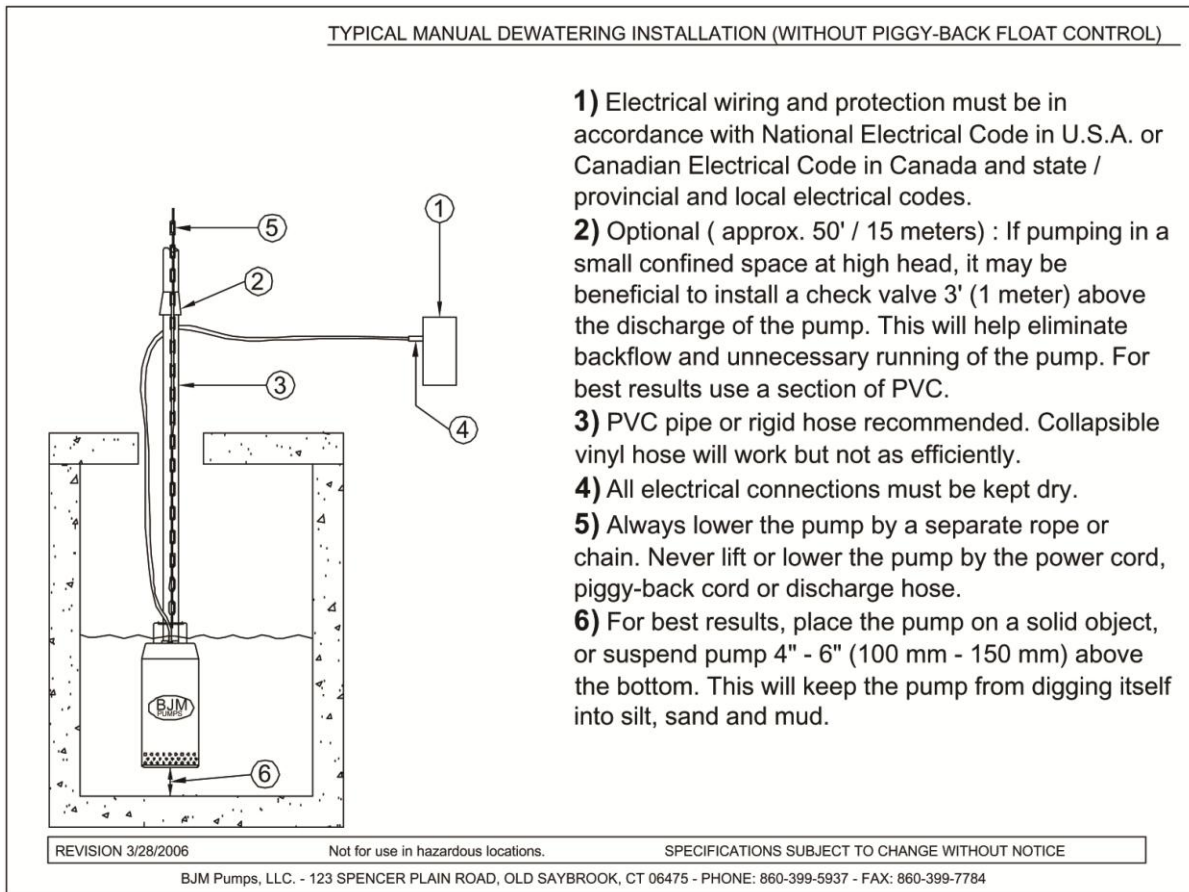 TYPICAL MANUAL DEWATERING INSTALLATION (WITHOUT PIGGY-BACK FLOAT CONTROL)
1) Electrical wiring and protection must be in
accordance with National Electrical Code in U.S.A. or
Canadian Electrical Code in Canada and state /
provincial and local electrical codes.
2) Optional ( approx. 50' / 15 meters) : If pumping in a
small confined space at high head, it may be
beneficial to install a check valve 3' (1 meter) above
the discharge of the pump. This will help eliminate
backflow and unnecessary running of the pump. For
best results use a section of PVC.
3) PVC pipe or rigid hose recommended. Collapsible
vinyl hose will work but not as efficiently.
4) All electrical connections must be kept dry.
5) Always lower the pump by a separate rope or
chain. Never lift or lower the pump by the power cord,
piggy-back cord or discharge hose.
6) For best results, place the pump on a solid object,
or suspend pump 4" - 6" (100 mm - 150 mm) above
the bottom. This will keep the pump from digging itself
into silt, sand and mud.
1
5
2
3
4
BJM
PUMPS
6
REVISION 3/28/2006 Not for use in hazardous locations. SPECIFICATIONS SUBJECT TO CHANGE WITHOUT NOTICE
BJM Pumps, LLC. - 123 SPENCER PLAIN ROAD, OLD SAYBROOK, CT 06475 - PHONE: 860-399-5937 - FAX: 860-399-7784